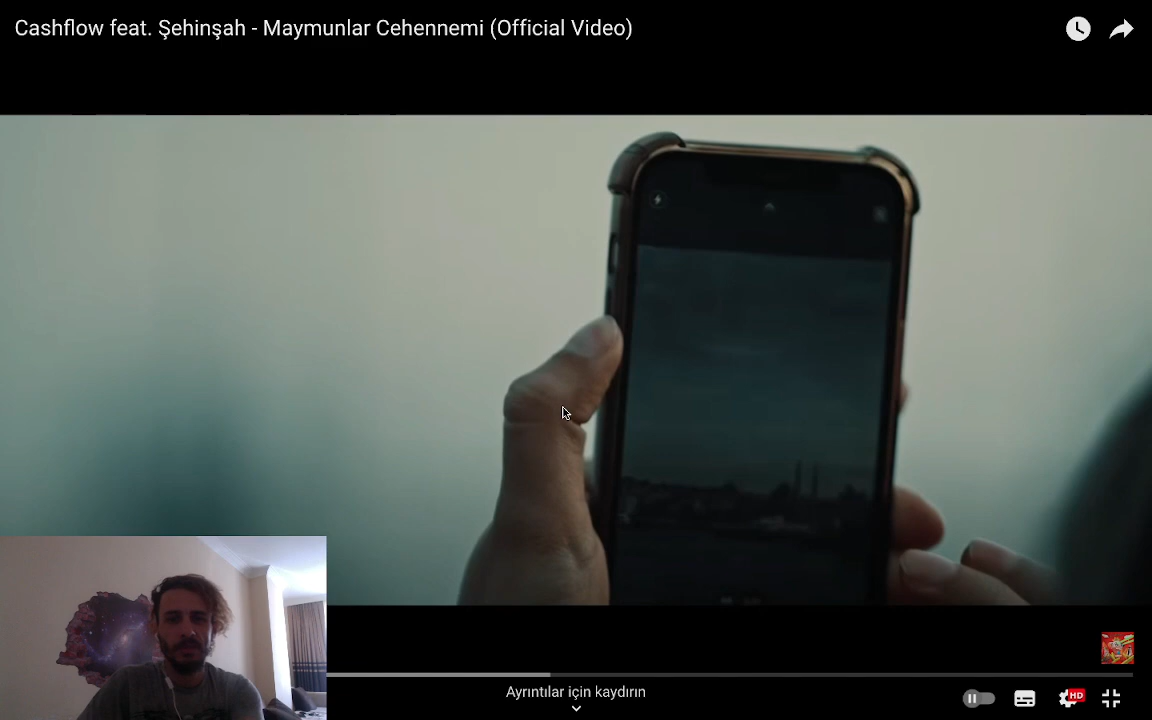 Cashflow feat. Şehinşah - Maymunlar Cehennemi (Official Video)
Ayrıntılar için kaydırın
HD